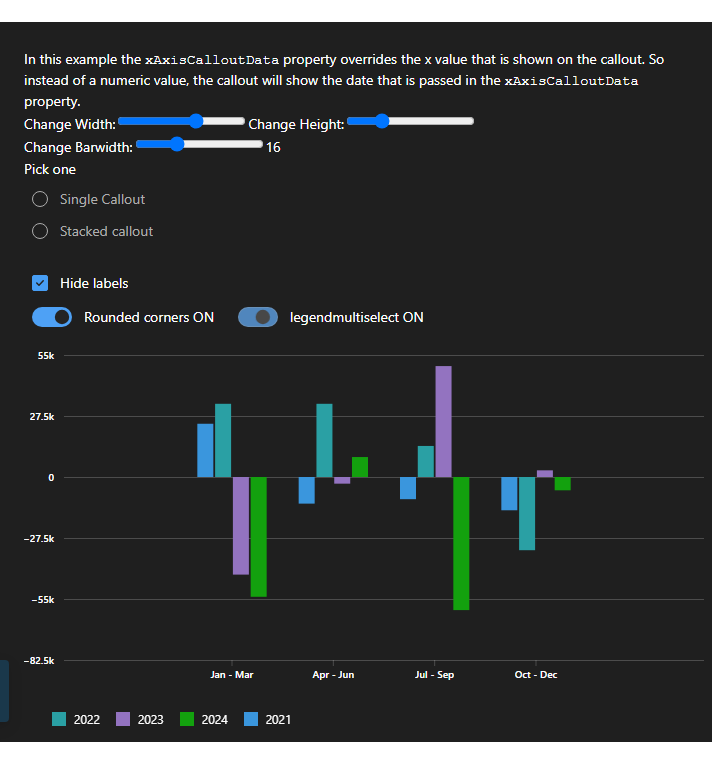 In this example the xAxisCalloutData property overrides the x value that is shown on the callout. So
instead of a numeric value, the callout will show the date that is passed in the xAxisCalloutData
property.
Change Width: Change Height:
Change Barwidth: 16
Pick one
Single Callout
Stacked callout
Hide labels
Rounded corners ON legendmultiselect ON
55k
27.5k
0
−27.5k
−55k
−82.5k
Jan - Mar Apr - Jun Jul - Sep Oct - Dec
2022 2023 2024 2021